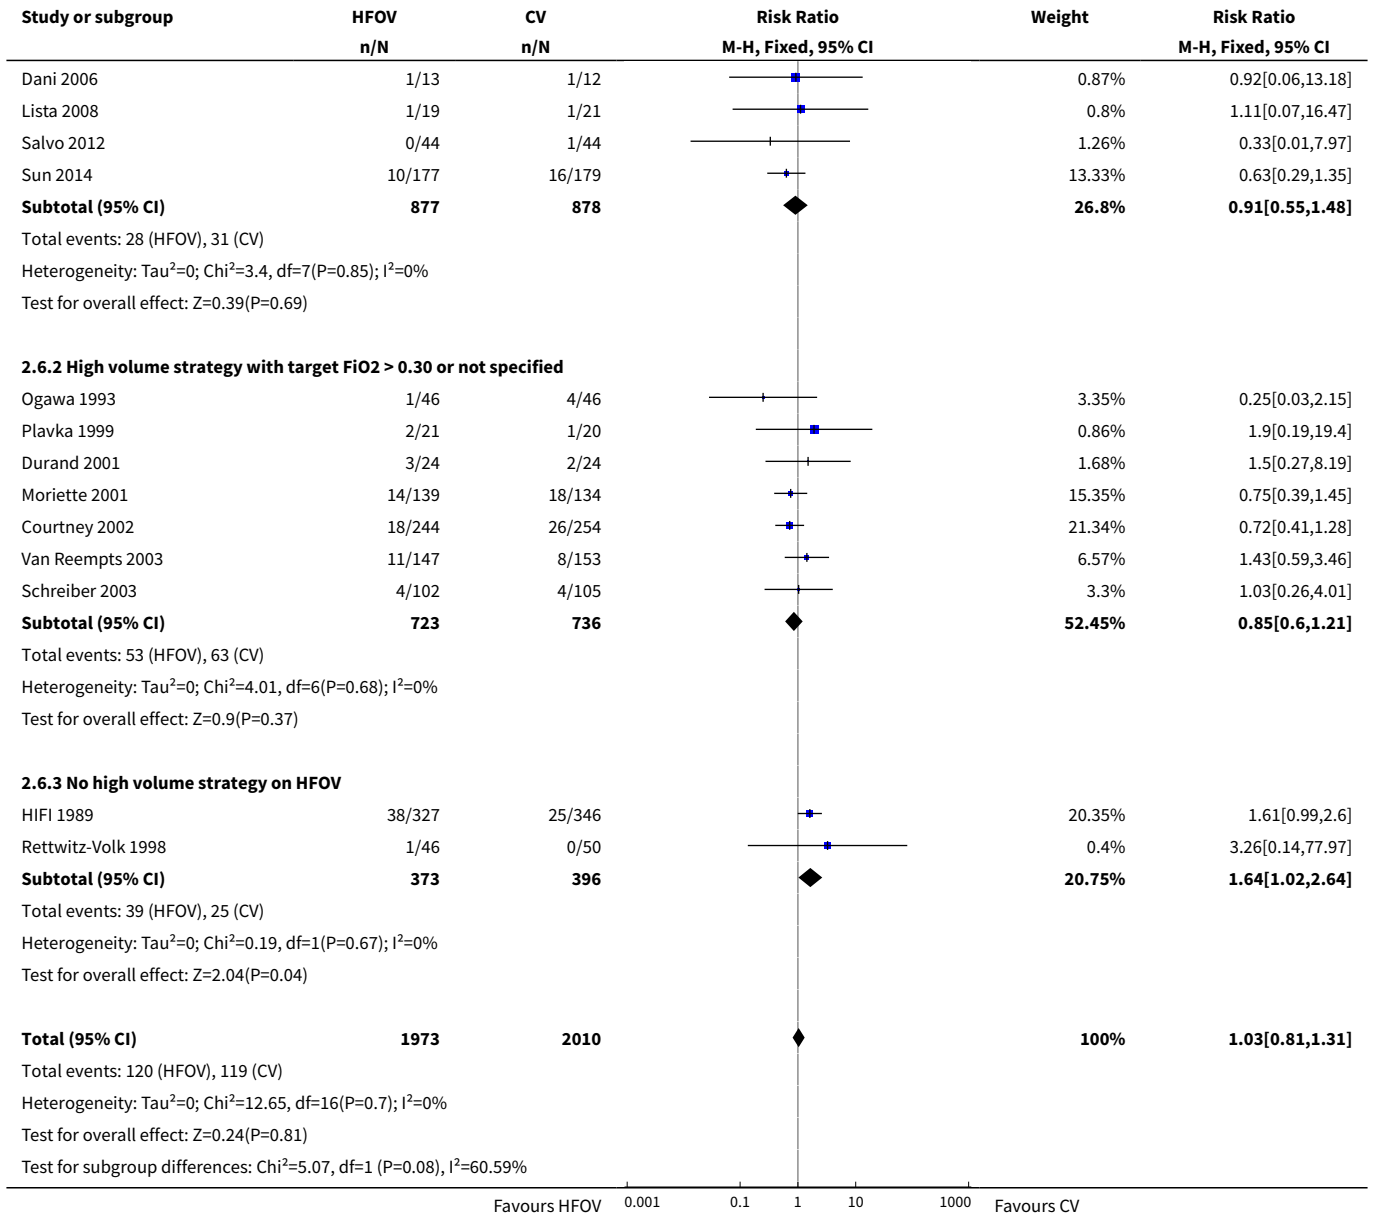 Study or subgroup HFOV CV Risk Ratio Weight Risk Ratio
n/N n/N M-H, Fixed, 95% CI M-H, Fixed, 95% CI
Dani 2006 1/13 1/12 0.87% 0.92[0.06,13.18]
Lista 2008 1/19 1/21 0.8% 1.11[0.07,16.47]
Salvo 2012 0/44 1/44 1.26% 0.33[0.01,7.97]
Sun 2014 10/177 16/179 13.33% 0.63[0.29,1.35]
Subtotal (95% CI) 877 878 26.8% 0.91[0.55,1.48]
Total events: 28 (HFOV), 31 (CV)
Heterogeneity: Tau²=0; Chi²=3.4, df=7(P=0.85); I²=0%
Test for overall effect: Z=0.39(P=0.69)
2.6.2 High volume strategy with target FiO2 > 0.30 or not specified
Ogawa 1993 1/46 4/46 3.35% 0.25[0.03,2.15]
Plavka 1999 2/21 1/20 0.86% 1.9[0.19,19.4]
Durand 2001 3/24 2/24 1.68% 1.5[0.27,8.19]
Moriette 2001 14/139 18/134 15.35% 0.75[0.39,1.45]
Courtney 2002 18/244 26/254 21.34% 0.72[0.41,1.28]
Van Reempts 2003 11/147 8/153 6.57% 1.43[0.59,3.46]
Schreiber 2003 4/102 4/105 3.3% 1.03[0.26,4.01]
Subtotal (95% CI) 723 736 52.45% 0.85[0.6,1.21]
Total events: 53 (HFOV), 63 (CV)
Heterogeneity: Tau²=0; Chi²=4.01, df=6(P=0.68); I²=0%
Test for overall effect: Z=0.9(P=0.37)
2.6.3 No high volume strategy on HFOV
HIFI 1989 38/327 25/346 20.35% 1.61[0.99,2.6]
Rettwitz-Volk 1998 1/46 0/50 0.4% 3.26[0.14,77.97]
Subtotal (95% CI) 373 396 20.75% 1.64[1.02,2.64]
Total events: 39 (HFOV), 25 (CV)
Heterogeneity: Tau²=0; Chi²=0.19, df=1(P=0.67); I²=0%
Test for overall effect: Z=2.04(P=0.04)
Total (95% CI) 1973 2010 100% 1.03[0.81,1.31]
Total events: 120 (HFOV), 119 (CV)
Heterogeneity: Tau²=0; Chi²=12.65, df=16(P=0.7); I²=0%
Test for overall effect: Z=0.24(P=0.81)
Test for subgroup differences: Chi²=5.07, df=1 (P=0.08), I²=60.59%
Favours HFOV 0.001 0.1 1 10 1000 Favours CV